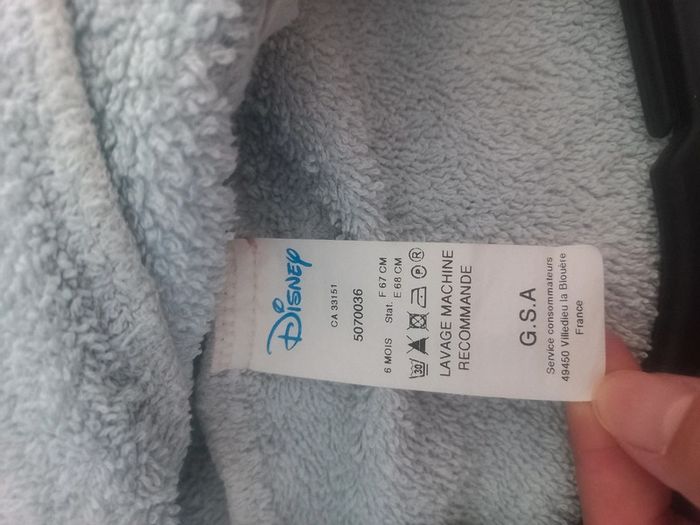 Disney
CA 33151
5070036
6 MOIS Stat. F 67 CM
E 68 CM
30 P R
LAVAGE MACHINE
RECOMMANDE
G.S.A
Service consommateurs
49450 Villedieu la Blouère
France